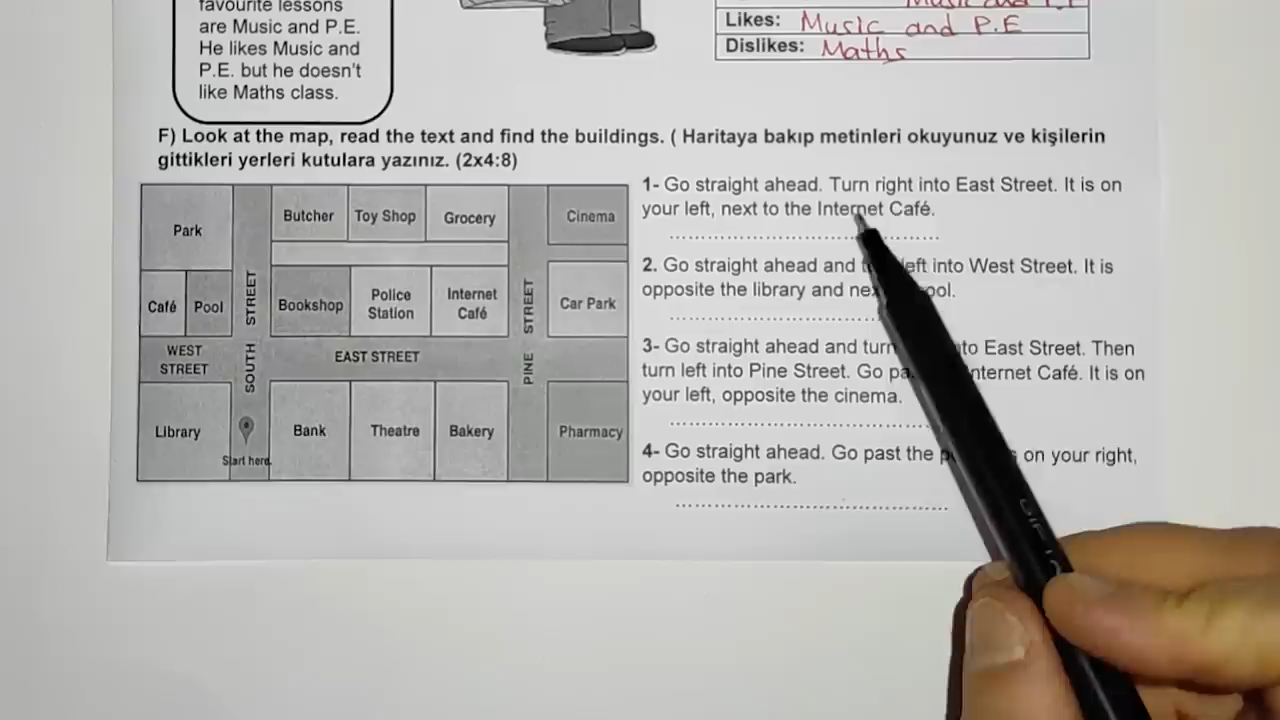 favourite lessons
are Music and P.E.
He likes Music and
P.E. but he doesn't
like Maths class.
Music and P.E
Likes: Music and P.E
Dislikes: Maths
F) Look at the map, read the text and find the buildings. ( Haritaya bakıp metinleri okuyunuz ve kişilerin
gittikleri yerleri kutulara yazınız. (2x4:8)
Park
Butcher
Toy Shop
Grocery
Cinema
Café
Pool
SOUTH STREET
Bookshop
Police
Station
Internet
Café
PINE STREET
Car Park
WEST
STREET
EAST STREET
Library
Start here
Bank
Theatre
Bakery
Pharmacy
1- Go straight ahead. Turn right into East Street. It is on
your left, next to the Internet Café.
2. Go straight ahead and left into West Street. It is
opposite the library and pool.
3- Go straight ahead and turn to East Street. Then
turn left into Pine Street. Go Internet Café. It is on
your left, opposite the cinema.
4- Go straight ahead. Go past the on your right,
opposite the park.